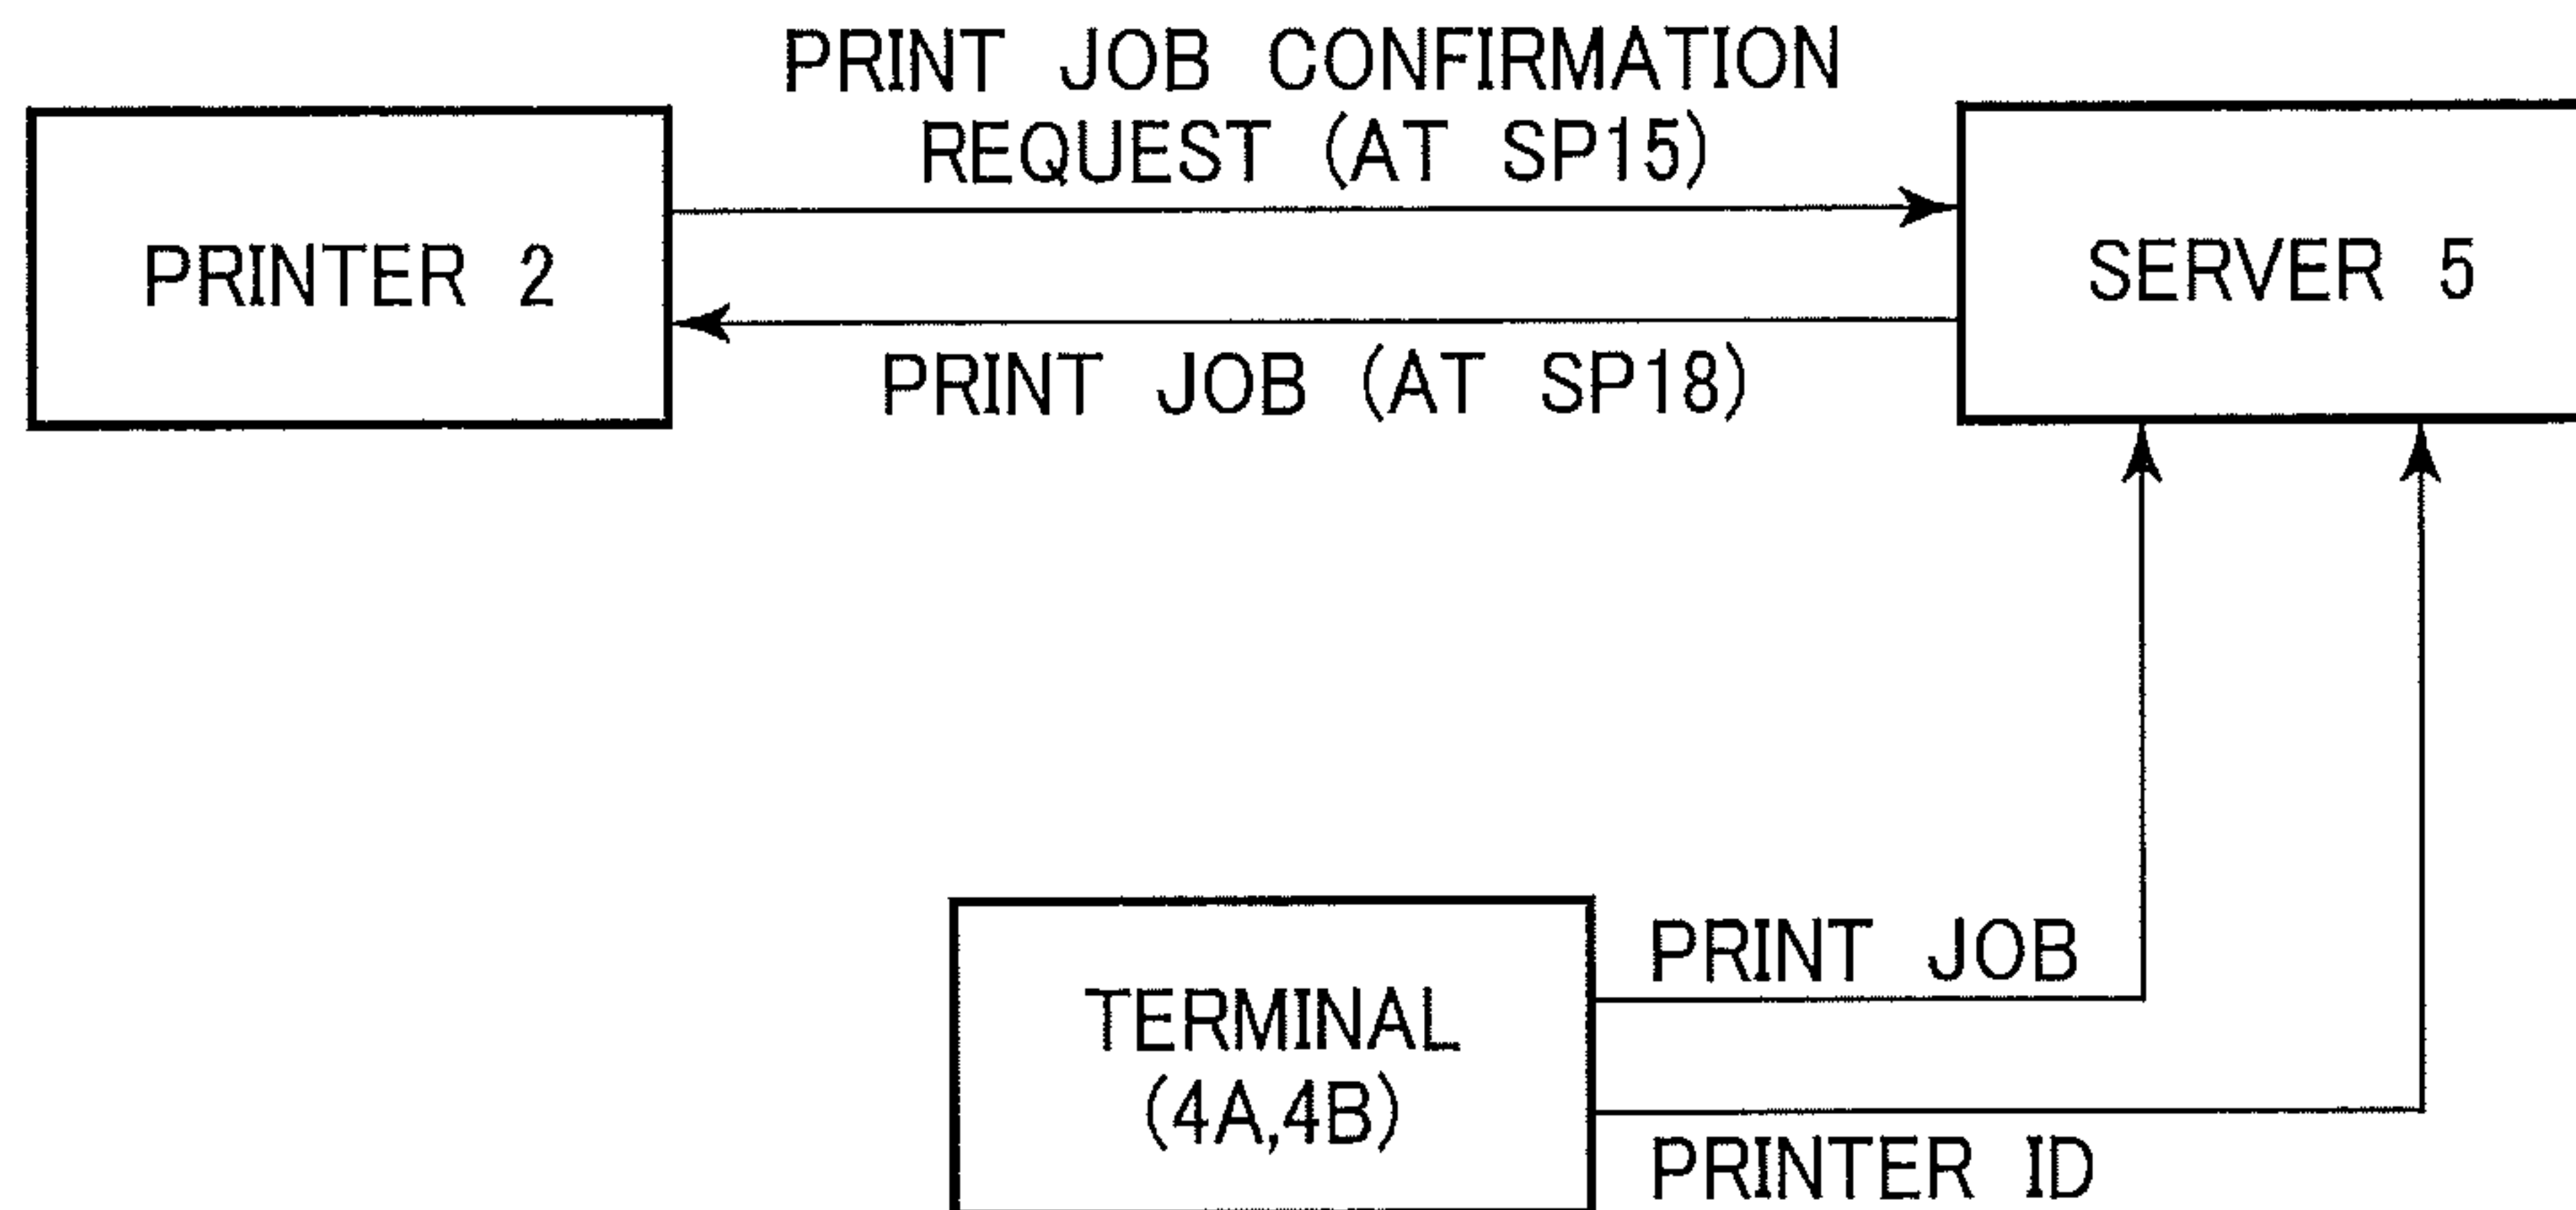 PRINT JOB CONFIRMATION
REQUEST (AT SP15)
PRINTER 2
SERVER 5
PRINT JOB (AT SP18)
PRINT JOB
TERMINAL
(4A,4B)
PRINTER ID